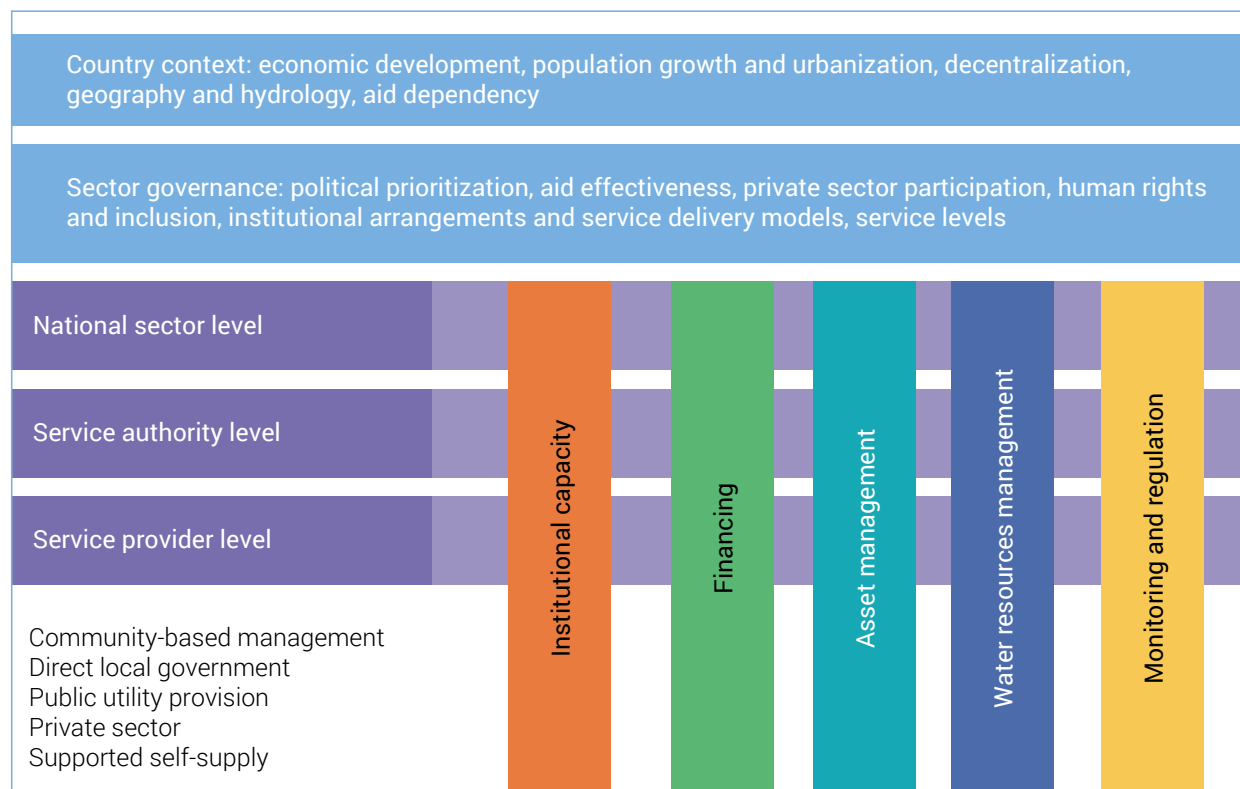 Country context: economic development, population growth and urbanization, decentralization,
geography and hydrology, aid dependency
Sector governance: political prioritization, aid effectiveness, private sector participation, human rights
and inclusion, institutional arrangements and service delivery models, service levels
National sector level
Service authority level
Service provider level
Community-based management
Direct local government
Public utility provision
Private sector
Supported self-supply
Institutional capacity
Financing
Asset management
Water resources management
Monitoring and regulation